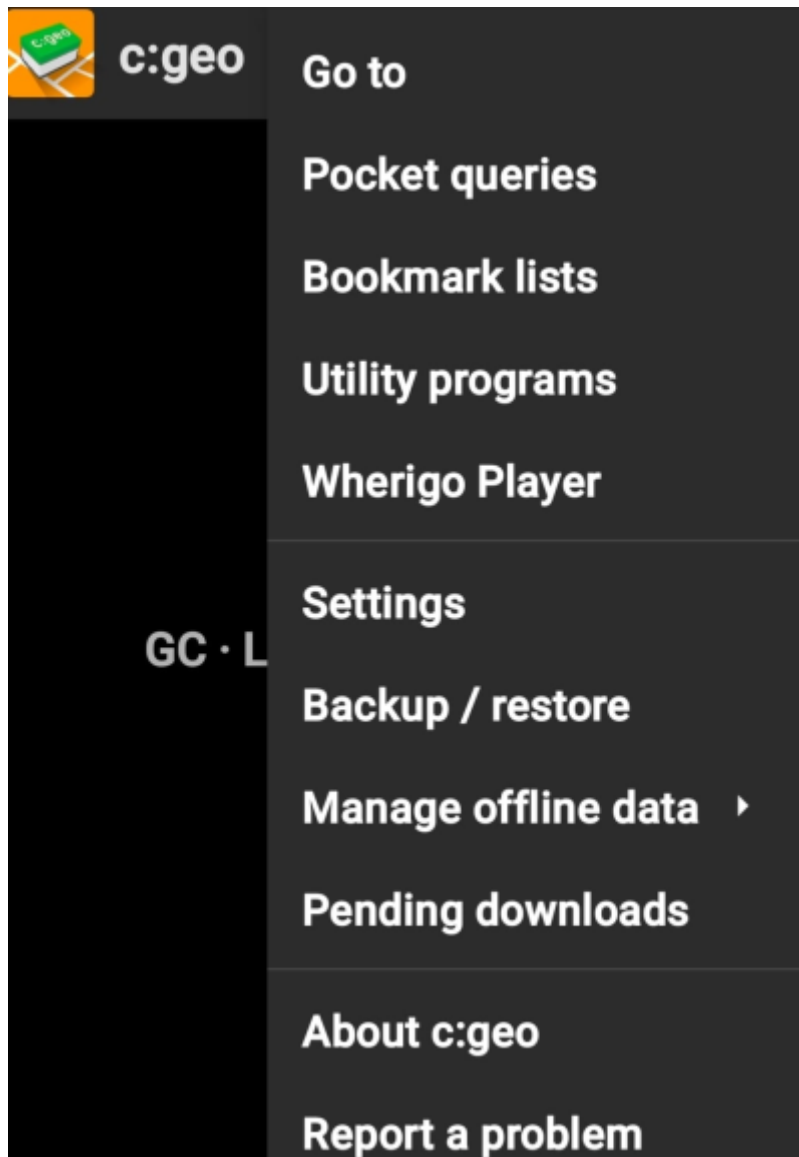 c:geo
c:geo
Go to
Pocket queries
Bookmark lists
Utility programs
Wherigo Player
Settings
GC · L
Backup / restore
Manage offline data
Pending downloads
About c:geo
Report a problem